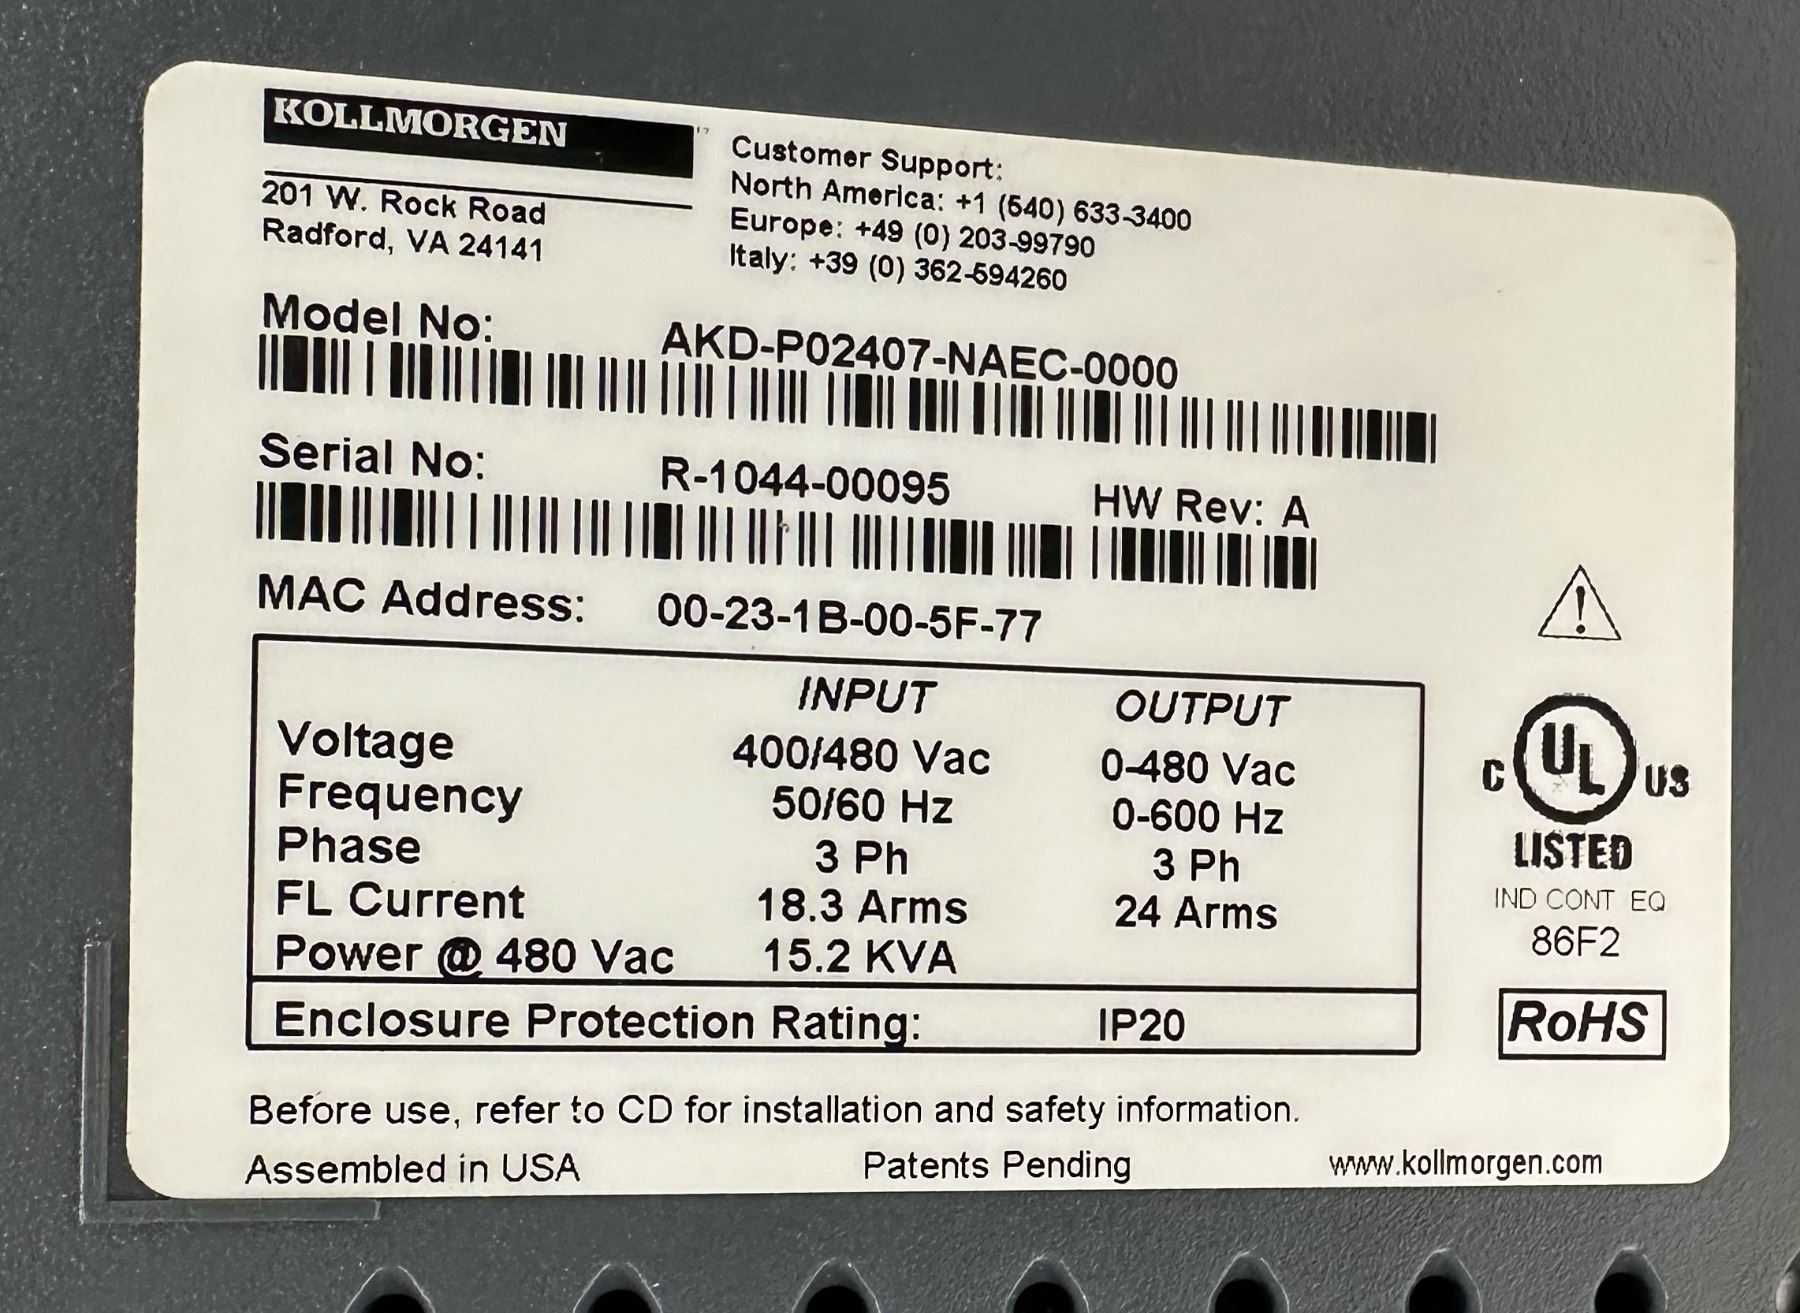 KOLLMORGEN
201 W. Rock Road
Radford, VA 24141
Customer Support:
North America: +1 (540) 633-3400
Europe: +49 (0) 203-99790
Italy: +39 (0) 362-594260
Model No: AKD-P02407-NAEC-0000
Serial No: R-1044-00095 HW Rev: A
MAC Address: 00-23-1B-00-5F-77
INPUT OUTPUT
Voltage 400/480 Vac 0-480 Vac
Frequency 50/60 Hz 0-600 Hz
Phase 3 Ph 3 Ph
FL Current 18.3 Arms 24 Arms
Power @ 480 Vac 15.2 KVA
Enclosure Protection Rating: IP20
C UL US
LISTED
IND CONT EQ
86F2
RoHS
Before use, refer to CD for installation and safety information.
Assembled in USA Patents Pending www.kollmorgen.com